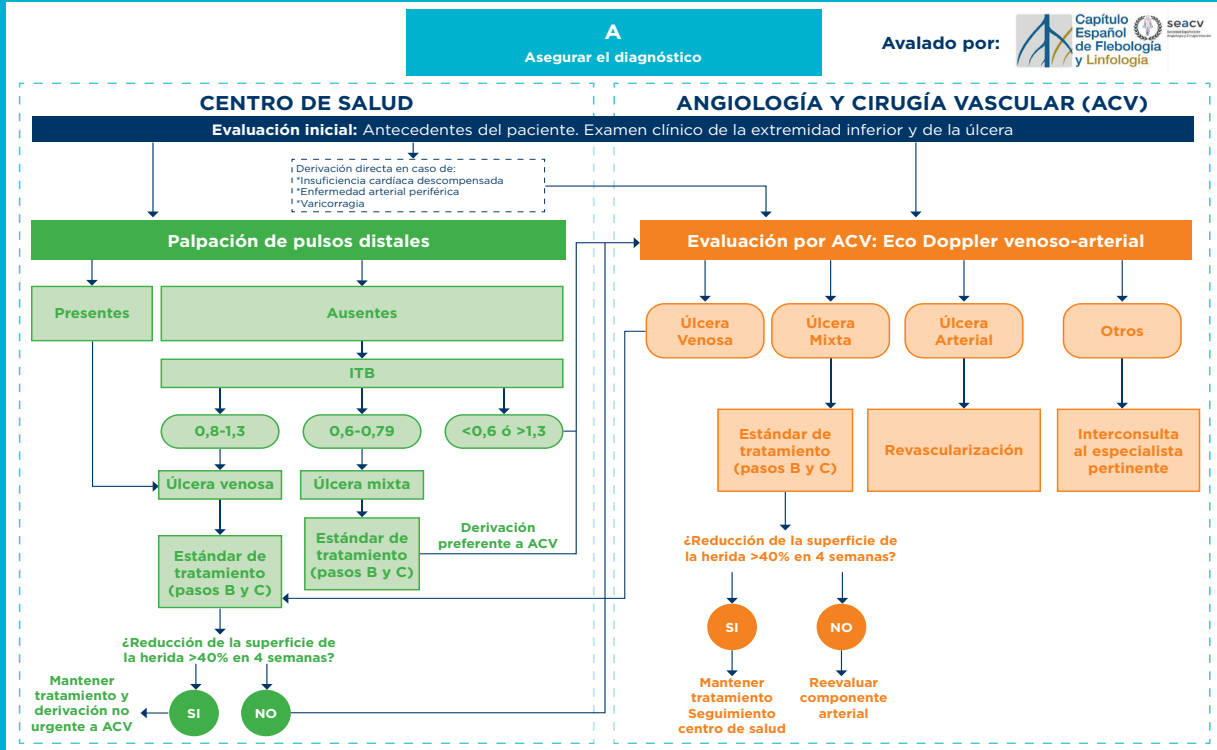 A
Asegurar el diagnóstico
Avalado por:
Capítulo
Español
de Flebología
y Linfología
seacv
CENTRO DE SALUD
ANGIOLOGÍA Y CIRUGÍA VASCULAR (ACV)
Evaluación inicial: Antecedentes del paciente. Examen clínico de la extremidad inferior y de la úlcera
Derivación directa en caso de:
*Insuficiencia cardíaca descompensada
*Enfermedad arterial periférica
*Varicorragia
Palpación de pulsos distales
Evaluación por ACV: Eco Doppler venoso-arterial
Presentes
Ausentes
ITB
0,8-1,3
0,6-0,79
<0,6 ó >1,3
Úlcera venosa
Úlcera mixta
Estándar de
tratamiento
(pasos B y C)
Estándar de
tratamiento
(pasos B y C)
Derivación
preferente a ACV
¿Reducción de la superficie de
la herida >40% en 4 semanas?
Mantener
tratamiento y
derivación no
urgente a ACV
SI
NO
Úlcera
Venosa
Úlcera
Mixta
Úlcera
Arterial
Otros
Estándar de
tratamiento
(pasos B y C)
Revascularización
Interconsulta
al especialista
pertinente
¿Reducción de la superficie de
la herida >40% en 4 semanas?
SI
NO
Mantener
tratamiento
Seguimiento
centro de salud
Reevaluar
componente
arterial